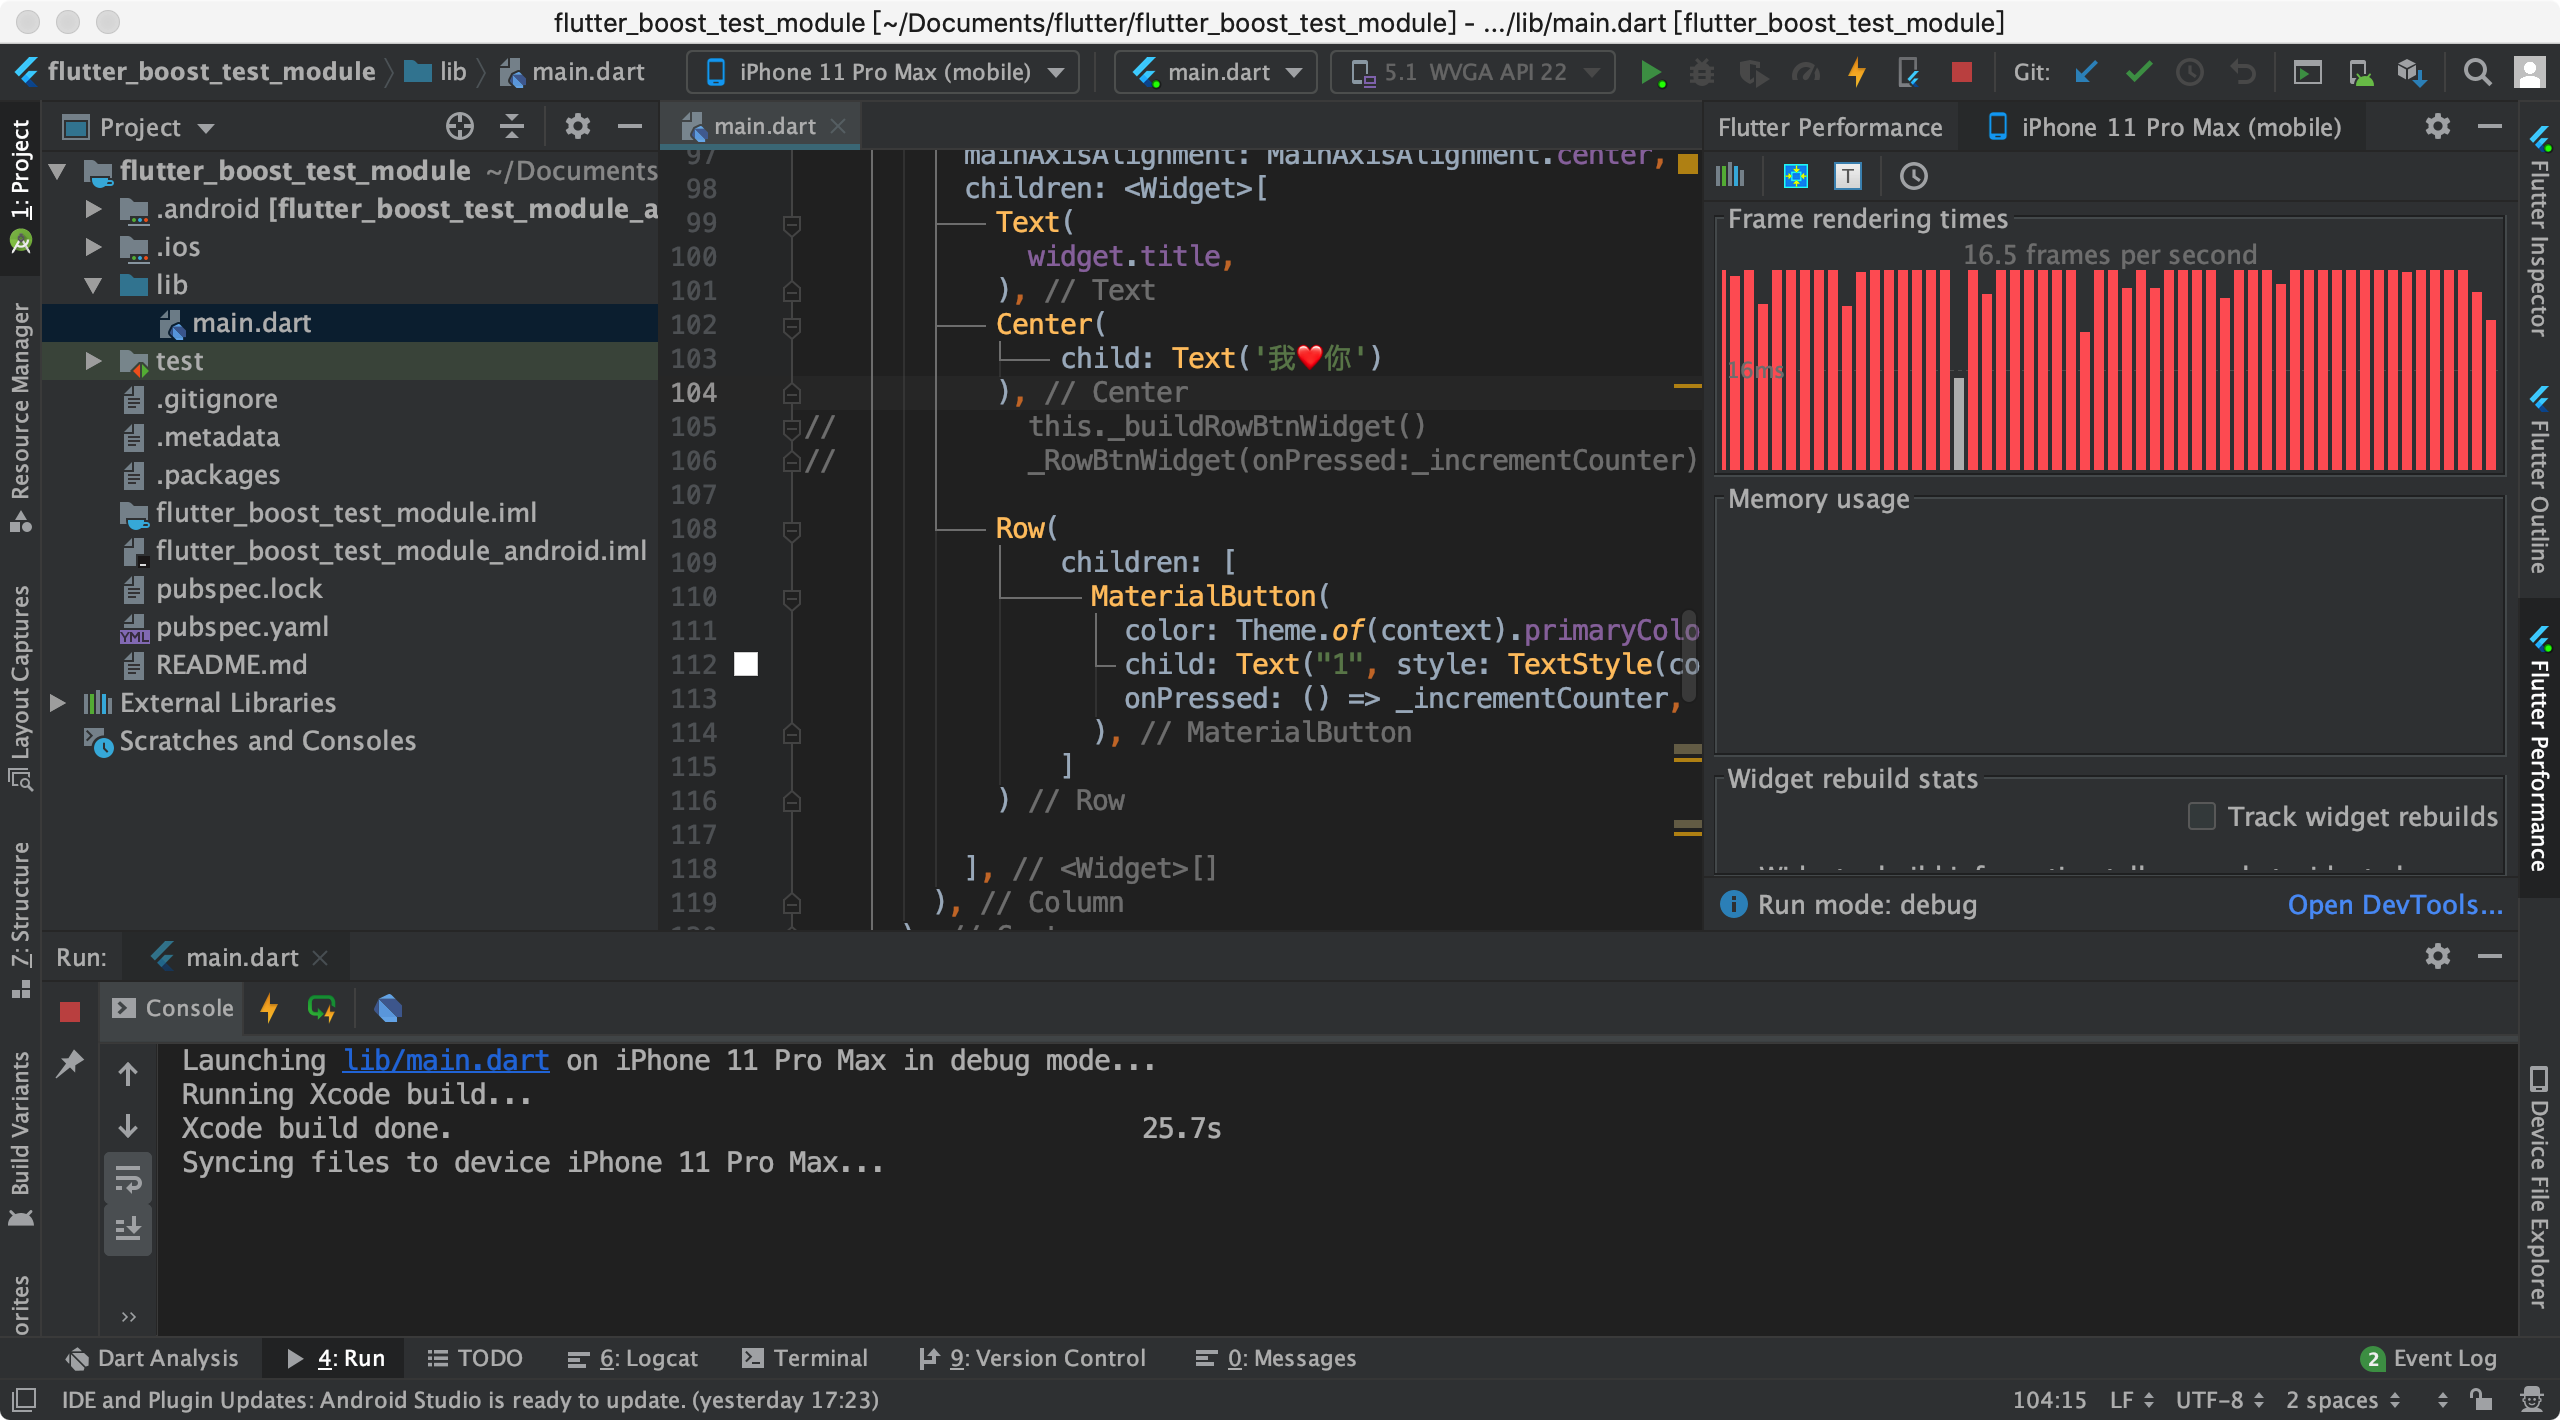 flutter_boost_test_module [~/Documents/flutter/flutter_boost_test_module] - .../lib/main.dart [flutter_boost_test_module]
flutter_boost_test_module
lib
main.dart
iPhone 11 Pro Max (mobile)
main.dart
5.1 WVGA API 22
Git:
1: Project
Resource Manager
Layout Captures
Z: Structure
Build Variants
Project
flutter_boost_test_module ~/Documents
.android [flutter_boost_test_module_a
.ios
lib
main.dart
test
.gitignore
.metadata
.packages
flutter_boost_test_module.iml
flutter_boost_test_module_android.iml
pubspec.lock
pubspec.yaml
README.md
External Libraries
Scratches and Consoles
main.dart
97 mainAxisAlignment: MainAxisAlignment.center,
98 children: <Widget>[
99 Text(
100 widget.title,
101 ), // Text
102 Center(
103 child: Text('我❤️你')
104 ), // Center
105 // this._buildRowBtnWidget()
106 // _RowBtnWidget(onPressed:_incrementCounter)
107
108 Row(
109 children: [
110 MaterialButton(
111 color: Theme.of(context).primaryColo
112 child: Text("1", style: TextStyle(co
113 onPressed: () => _incrementCounter,
114 ), // MaterialButton
115 ]
116 ) // Row
117
118 ], // <Widget>[]
119 ), // Column
Flutter Performance
iPhone 11 Pro Max (mobile)
T
Frame rendering times
16.5 frames per second
16ms
Memory usage
Widget rebuild stats
Track widget rebuilds
Run mode: debug
Open DevTools...
Flutter Inspector
Flutter Outline
Flutter Performance
Device File Explorer
Run:
main.dart
Console
Launching lib/main.dart on iPhone 11 Pro Max in debug mode...
Running Xcode build...
Xcode build done. 25.7s
Syncing files to device iPhone 11 Pro Max...
Dart Analysis
4: Run
TODO
6: Logcat
Terminal
9: Version Control
0: Messages
2 Event Log
IDE and Plugin Updates: Android Studio is ready to update. (yesterday 17:23)
104:15
LF
UTF-8
2 spaces